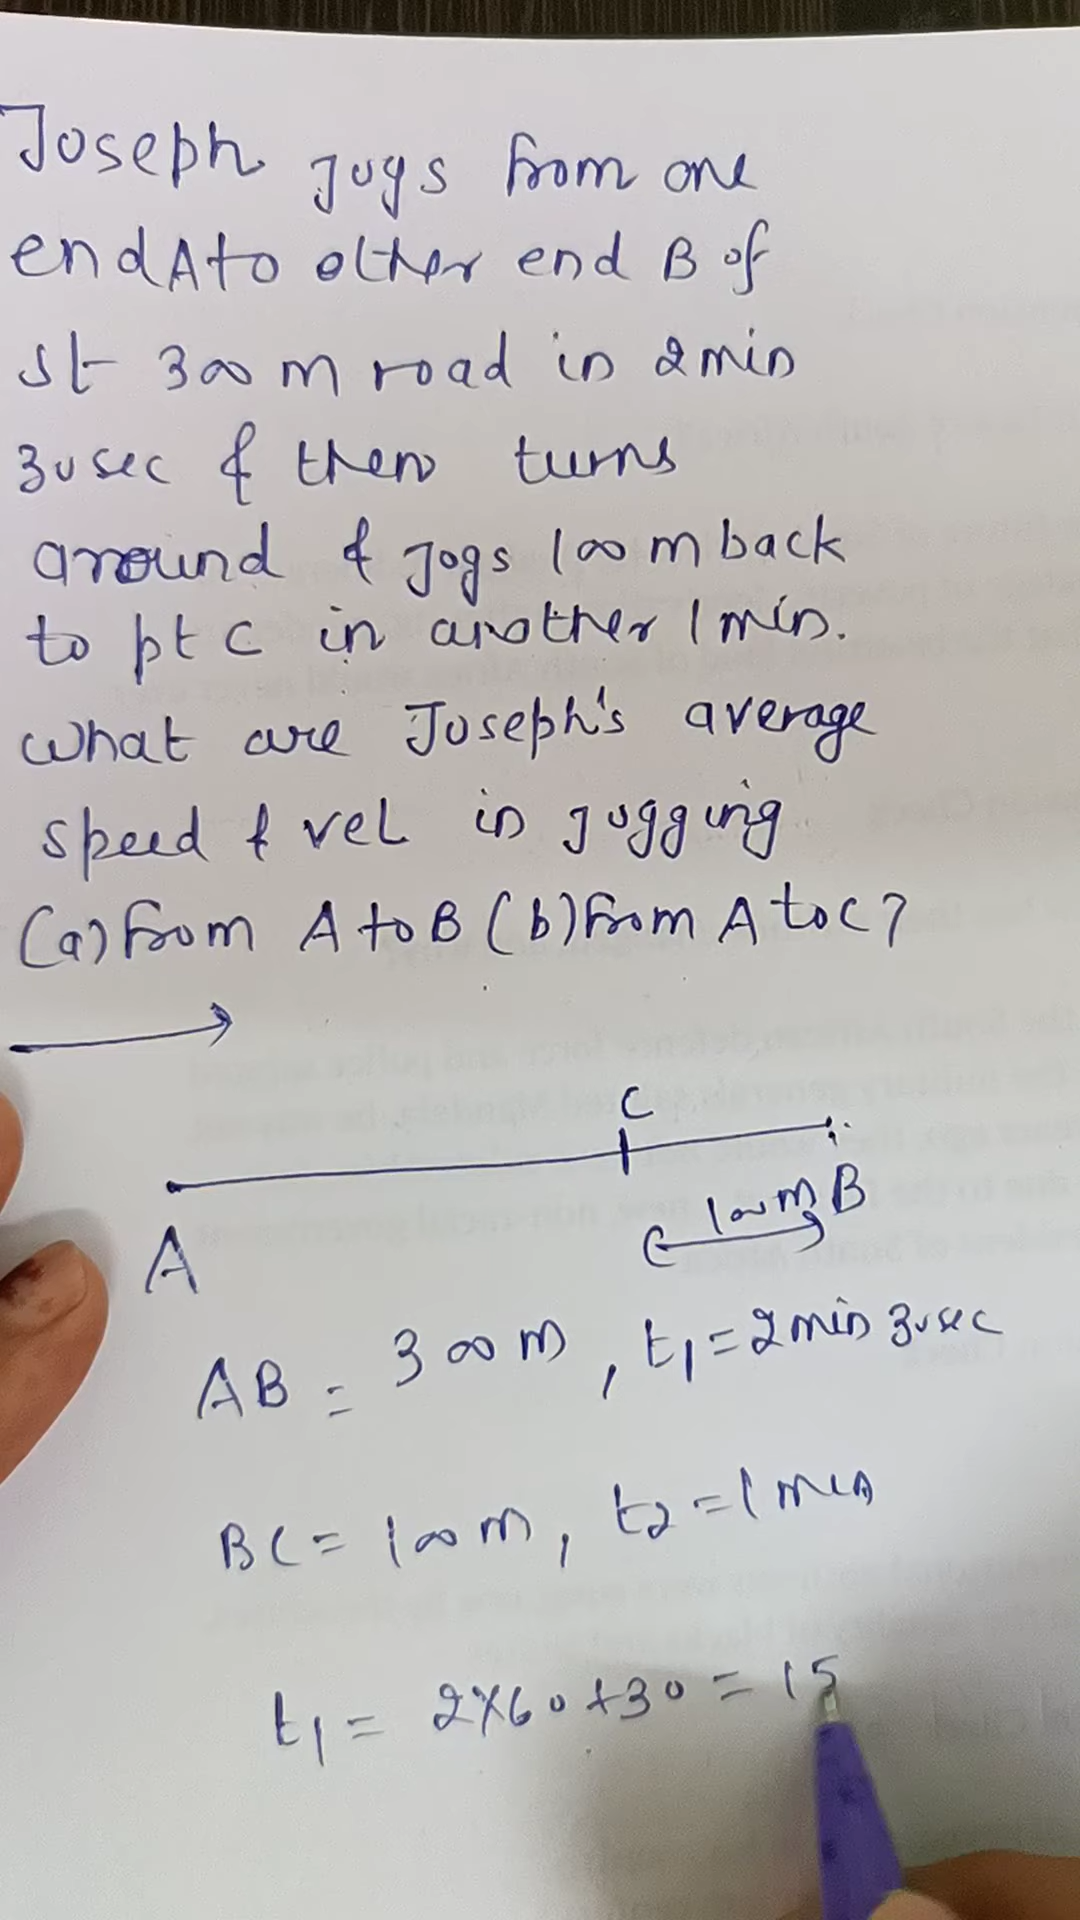 Joseph jogs from one
end A to other end B of
st 300 m road in 2 min
30 sec & then turns
around & Jogs 100 m back
to pt C in another 1 min.
what are Joseph's average
speed & vel in jogging
(a) from A to B (b) from A to C?
C
100m B
A
AB = 300 m, t1 = 2 min 30 sec
BC = 100 m, t2 = 1 min
t1 = 2×60+30 = 15